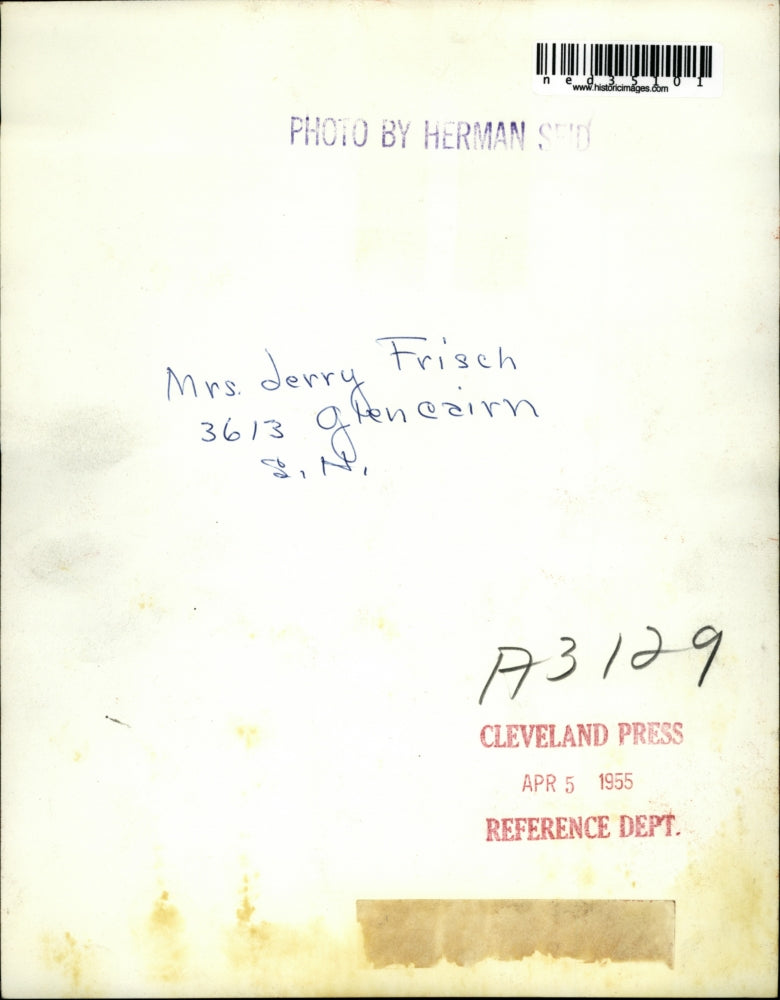 ned35101
www.historicimages.com
PHOTO BY HERMAN SEID
Mrs. Jerry Frisch
3613 Glencairn
S. H.
A3129
CLEVELAND PRESS
APR 5 1955
REFERENCE DEPT.